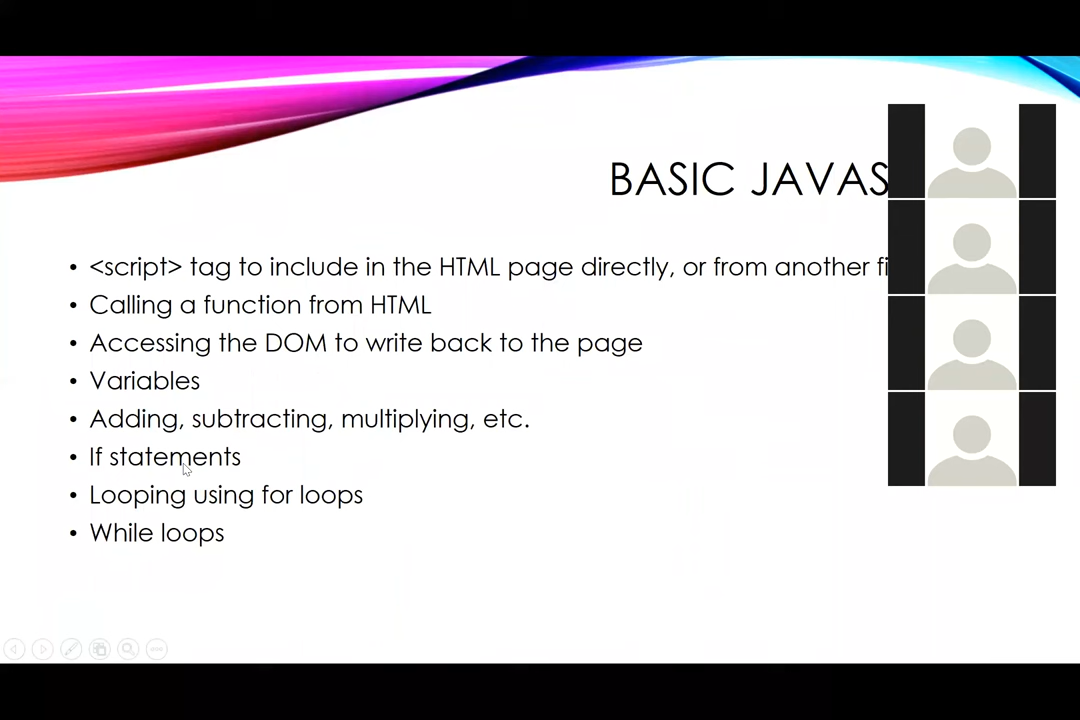 BASIC JAVAS
• <script> tag to include in the HTML page directly, or from another fi
• Calling a function from HTML
• Accessing the DOM to write back to the page
• Variables
• Adding, subtracting, multiplying, etc.
• If statements
• Looping using for loops
• While loops